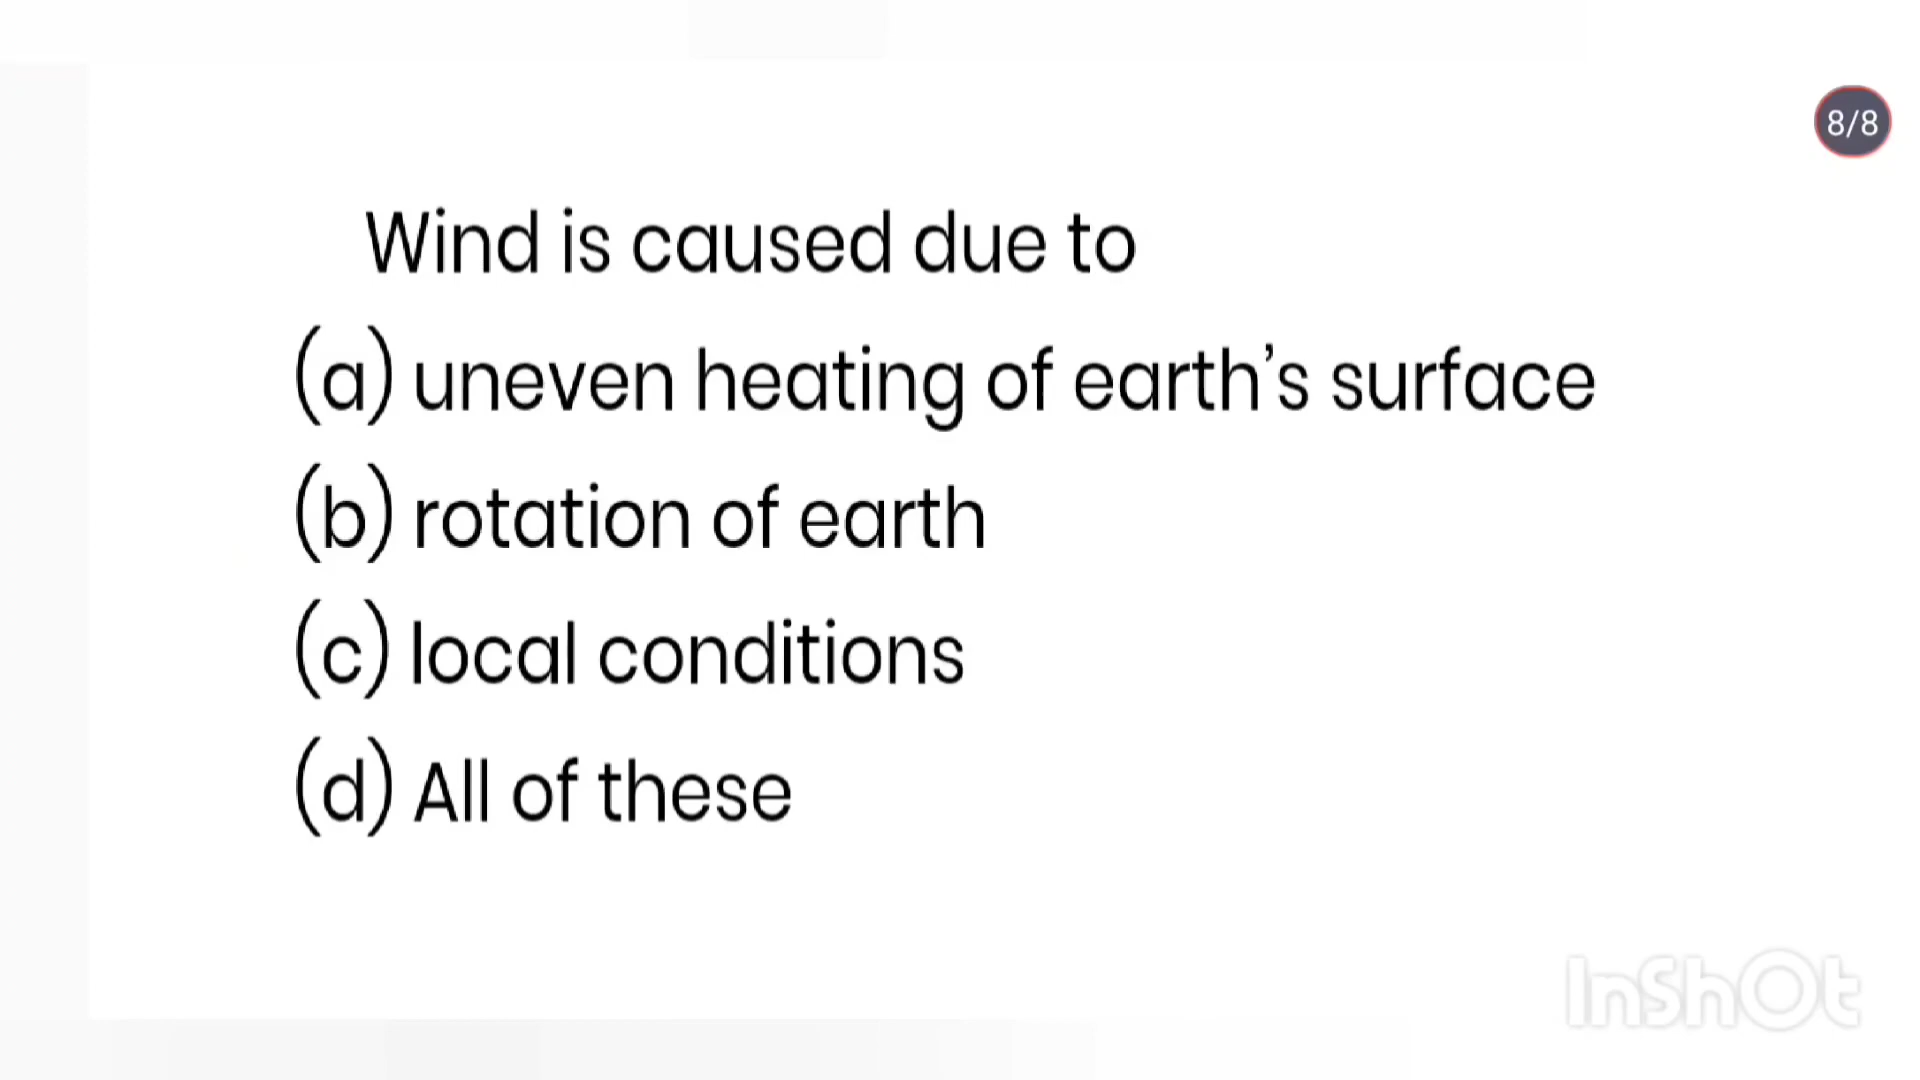 8/8
Wind is caused due to
(a) uneven heating of earth’s surface
(b) rotation of earth
(c) local conditions
(d) All of these
InShOt